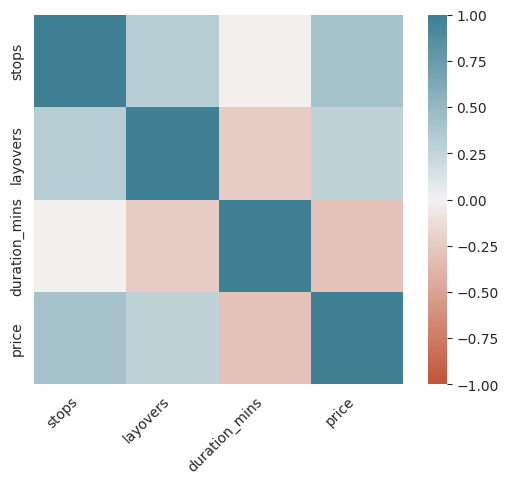 stops
layovers
duration_mins
price
stops
layovers
duration_mins
price
1.00
0.75
0.50
0.25
0.00
−0.25
−0.50
−0.75
−1.00